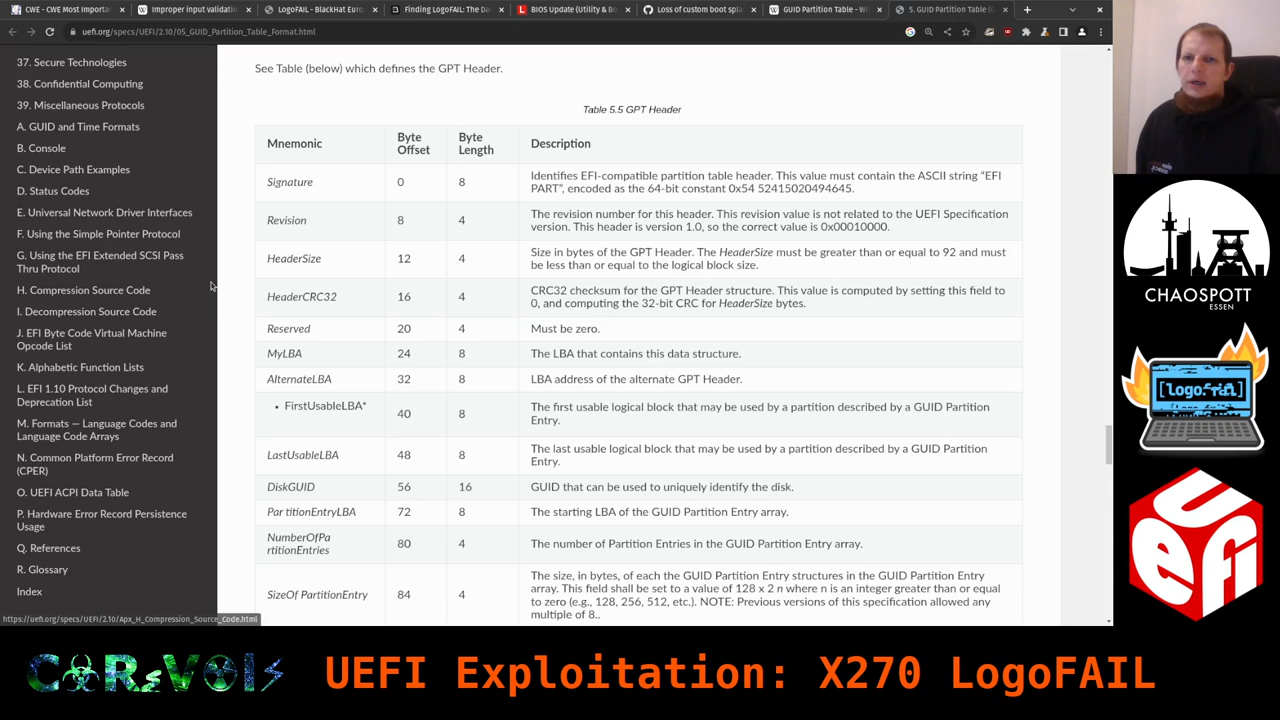 CWE - CWE Most Importa
Improper input validatio
LogoFAIL - BlackHat Euro
Finding LogoFAIL: The Da
BIOS Update (Utility & Bo
Loss of custom boot spla
GUID Partition Table - Wi
5. GUID Partition Table (G
uefi.org/specs/UEFI/2.10/05_GUID_Partition_Table_Format.html
37. Secure Technologies
38. Confidential Computing
39. Miscellaneous Protocols
A. GUID and Time Formats
B. Console
C. Device Path Examples
D. Status Codes
E. Universal Network Driver Interfaces
F. Using the Simple Pointer Protocol
G. Using the EFI Extended SCSI Pass
Thru Protocol
H. Compression Source Code
I. Decompression Source Code
J. EFI Byte Code Virtual Machine
Opcode List
K. Alphabetic Function Lists
L. EFI 1.10 Protocol Changes and
Deprecation List
M. Formats — Language Codes and
Language Code Arrays
N. Common Platform Error Record
(CPER)
O. UEFI ACPI Data Table
P. Hardware Error Record Persistence
Usage
Q. References
R. Glossary
Index
https://uefi.org/specs/UEFI/2.10/Apx_H_Compression_Source_Code.html
See Table (below) which defines the GPT Header.
Table 5.5 GPT Header
Mnemonic Byte Offset Byte Length Description
Signature 0 8 Identifies EFI-compatible partition table header. This value must contain the ASCII string “EFI
PART”, encoded as the 64-bit constant 0x54 52415020494645.
Revision 8 4 The revision number for this header. This revision value is not related to the UEFI Specification
version. This header is version 1.0, so the correct value is 0x00010000.
HeaderSize 12 4 Size in bytes of the GPT Header. The HeaderSize must be greater than or equal to 92 and must
be less than or equal to the logical block size.
HeaderCRC32 16 4 CRC32 checksum for the GPT Header structure. This value is computed by setting this field to
0, and computing the 32-bit CRC for HeaderSize bytes.
Reserved 20 4 Must be zero.
MyLBA 24 8 The LBA that contains this data structure.
AlternateLBA 32 8 LBA address of the alternate GPT Header.
• FirstUsableLBA* 40 8 The first usable logical block that may be used by a partition described by a GUID Partition
Entry.
LastUsableLBA 48 8 The last usable logical block that may be used by a partition described by a GUID Partition
Entry.
DiskGUID 56 16 GUID that can be used to uniquely identify the disk.
Par titionEntryLBA 72 8 The starting LBA of the GUID Partition Entry array.
NumberOfPa
rtitionEntries 80 4 The number of Partition Entries in the GUID Partition Entry array.
SizeOf PartitionEntry 84 4 The size, in bytes, of each the GUID Partition Entry structures in the GUID Partition Entry
array. This field shall be set to a value of 128 x 2 n where n is an integer greater than or equal
to zero (e.g., 128, 256, 512, etc.). NOTE: Previous versions of this specification allowed any
multiple of 8..
CHAOSPOTT
ESSEN
[logofail]
UEFI
C0ReV0lS
UEFI Exploitation: X270 LogoFAIL